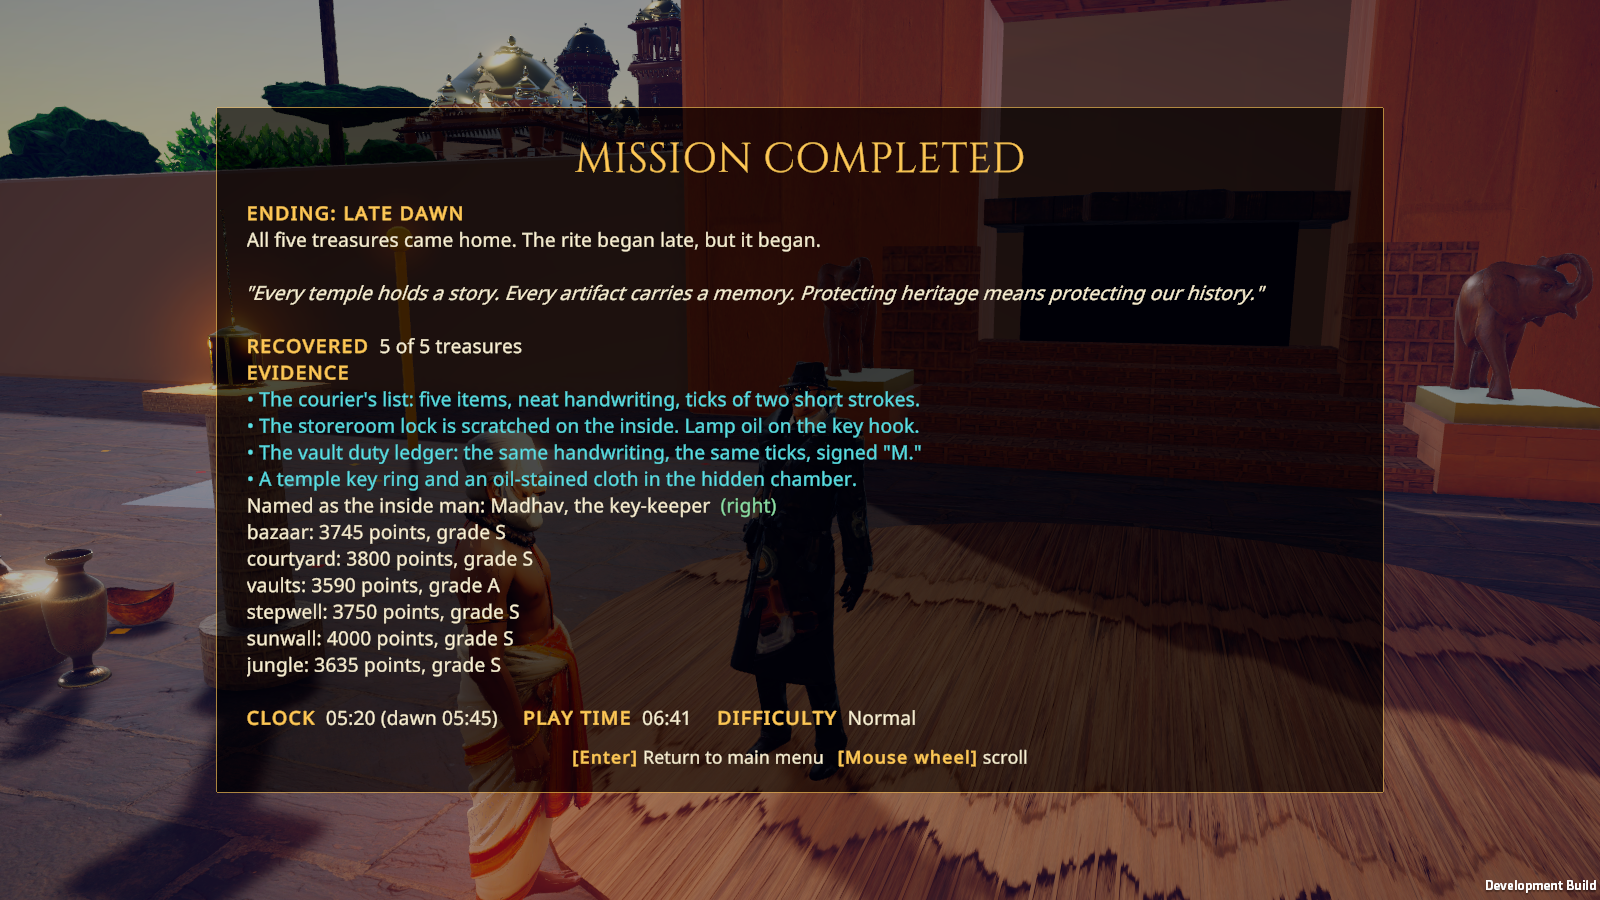 MISSION COMPLETED
ENDING: LATE DAWN
All five treasures came home. The rite began late, but it began.
"Every temple holds a story. Every artifact carries a memory. Protecting heritage means protecting our history."
RECOVERED 5 of 5 treasures
EVIDENCE
• The courier's list: five items, neat handwriting, ticks of two short strokes.
• The storeroom lock is scratched on the inside. Lamp oil on the key hook.
• The vault duty ledger: the same handwriting, the same ticks, signed "M."
• A temple key ring and an oil-stained cloth in the hidden chamber.
Named as the inside man: Madhav, the key-keeper (right)
bazaar: 3745 points, grade S
courtyard: 3800 points, grade S
vaults: 3590 points, grade A
stepwell: 3750 points, grade S
sunwall: 4000 points, grade S
jungle: 3635 points, grade S
CLOCK 05:20 (dawn 05:45) PLAY TIME 06:41 DIFFICULTY Normal
[Enter] Return to main menu [Mouse wheel] scroll
Development Build